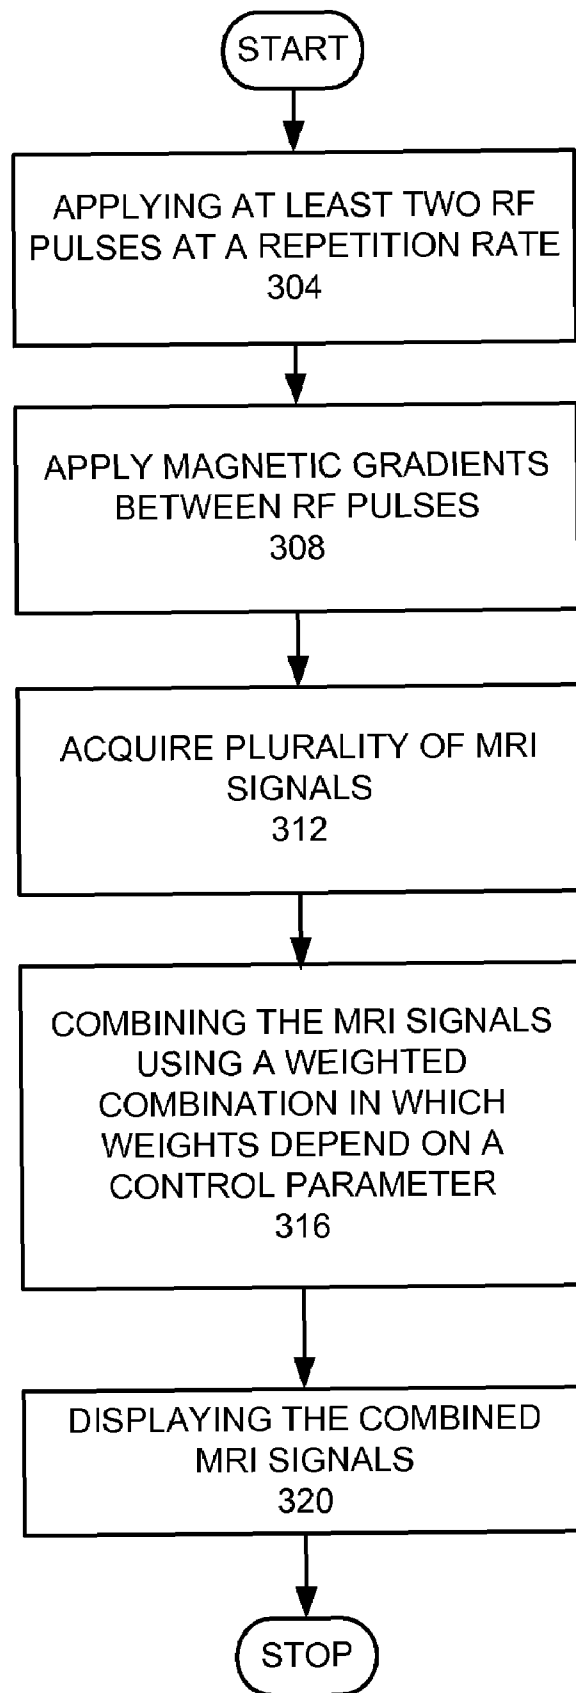 START
APPLYING AT LEAST TWO RF
PULSES AT A REPETITION RATE
304
APPLY MAGNETIC GRADIENTS
BETWEEN RF PULSES
308
ACQUIRE PLURALITY OF MRI
SIGNALS
312
COMBINING THE MRI SIGNALS
USING A WEIGHTED
COMBINATION IN WHICH
WEIGHTS DEPEND ON A
CONTROL PARAMETER
316
DISPLAYING THE COMBINED
MRI SIGNALS
320
STOP